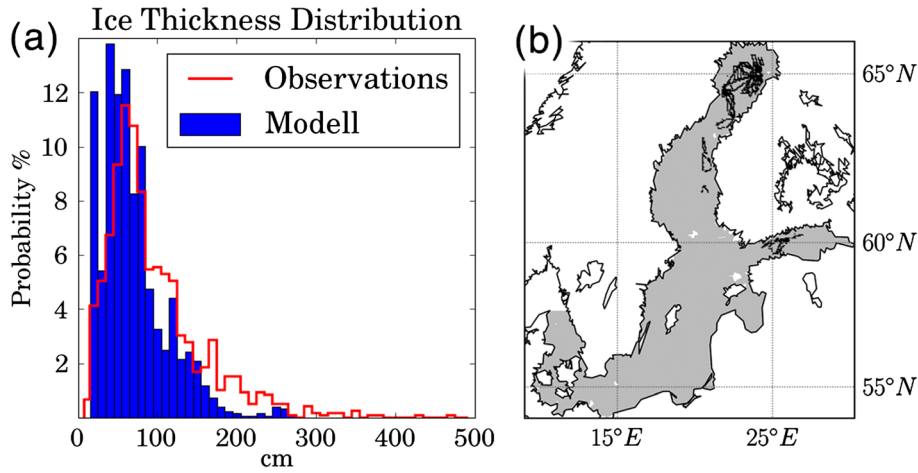 (a)
Ice Thickness Distribution
Observations
Modell
Probability %
12
10
8
6
4
2
0 100 200 300 400 500
cm
(b)
65°N
60°N
55°N
15°E 25°E